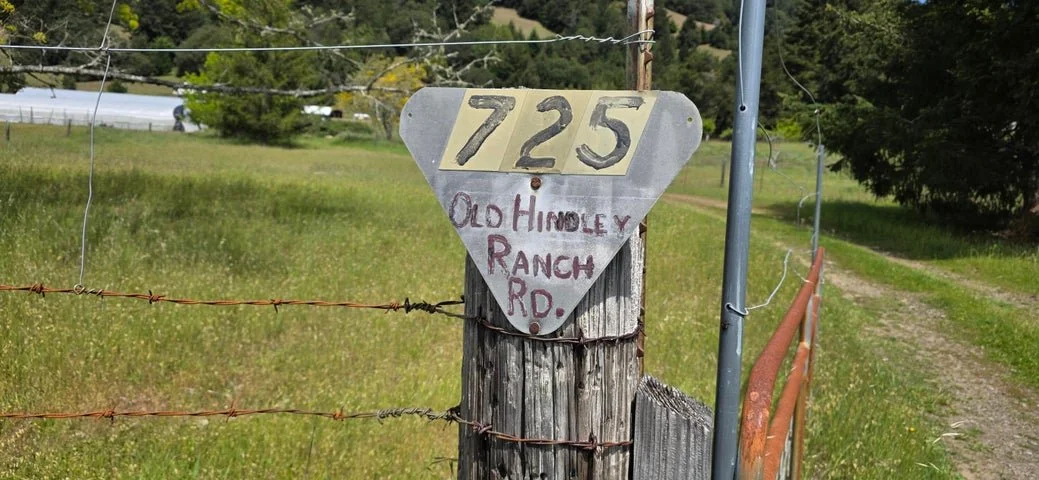 725
OLD HINDLEY
RANCH
RD.